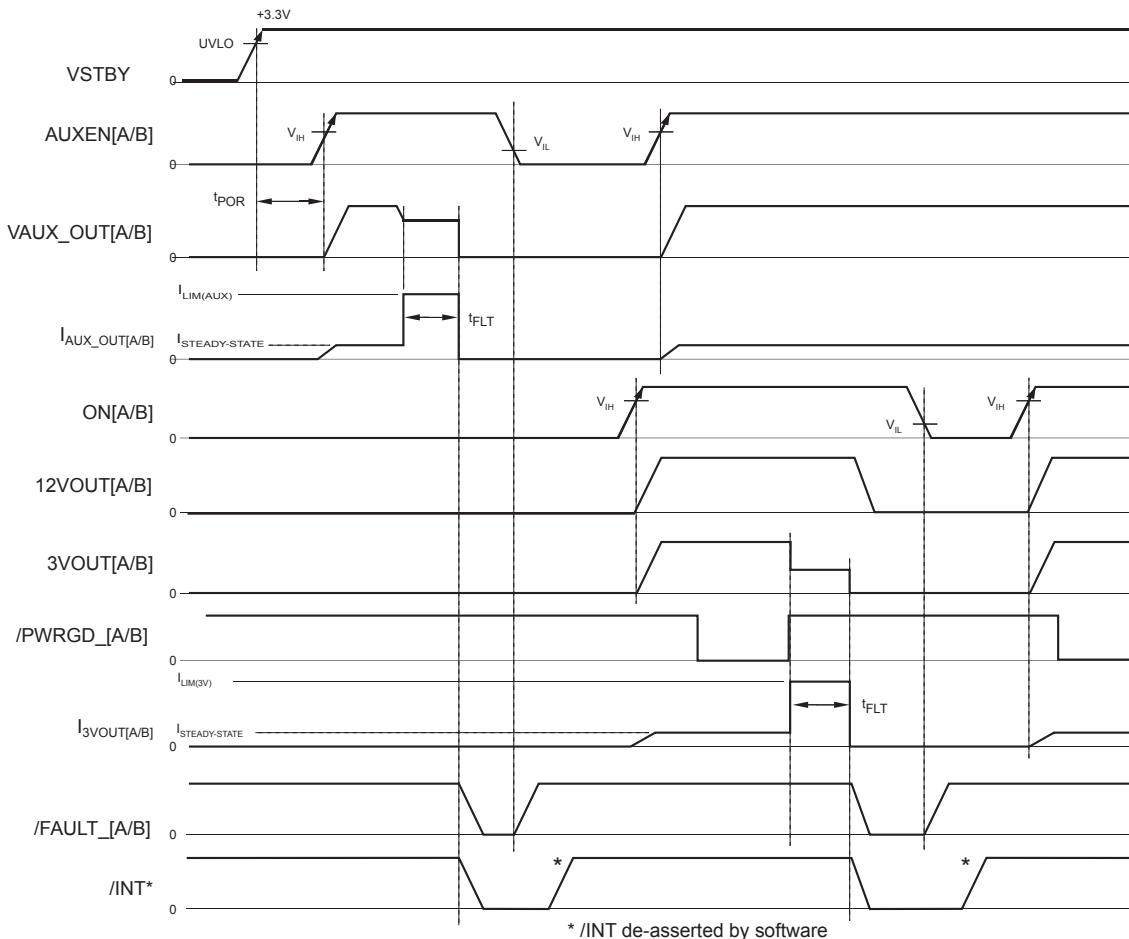 +3.3V
UVLO
VSTBY
0
AUXEN[A/B]
VIH
VIL
VIH
0
tPOR
VAUX_OUT[A/B]
0
ILIM(AUX)
tFLT
IAUX_OUT[A/B]
ISTEADY-STATE
0
ON[A/B]
VIH
VIL
VIH
0
12VOUT[A/B]
0
3VOUT[A/B]
0
/PWRGD_[A/B]
0
ILIM(3V)
tFLT
I3VOUT[A/B]
ISTEADY-STATE
0
/FAULT_[A/B]
0
*
*
/INT*
0
* /INT de-asserted by software